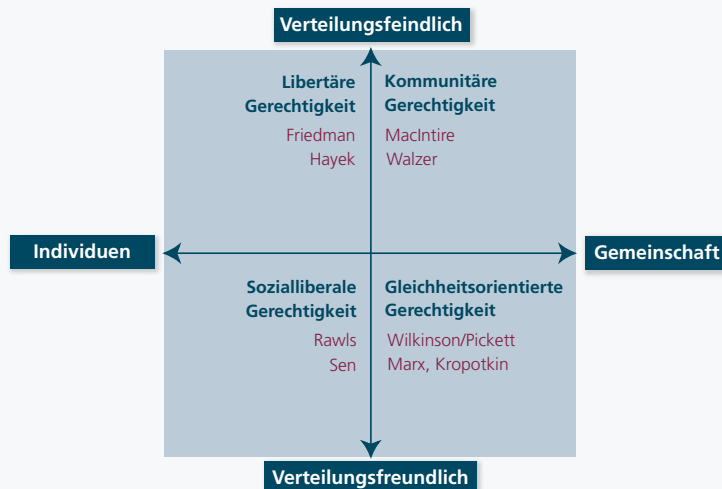 Verteilungsfeindlich
Libertäre
Gerechtigkeit
Friedman
Hayek
Kommunitäre
Gerechtigkeit
MacIntire
Walzer
Individuen
Gemeinschaft
Sozialliberale
Gerechtigkeit
Rawls
Sen
Gleichheitsorientierte
Gerechtigkeit
Wilkinson/Pickett
Marx, Kropotkin
Verteilungsfreundlich